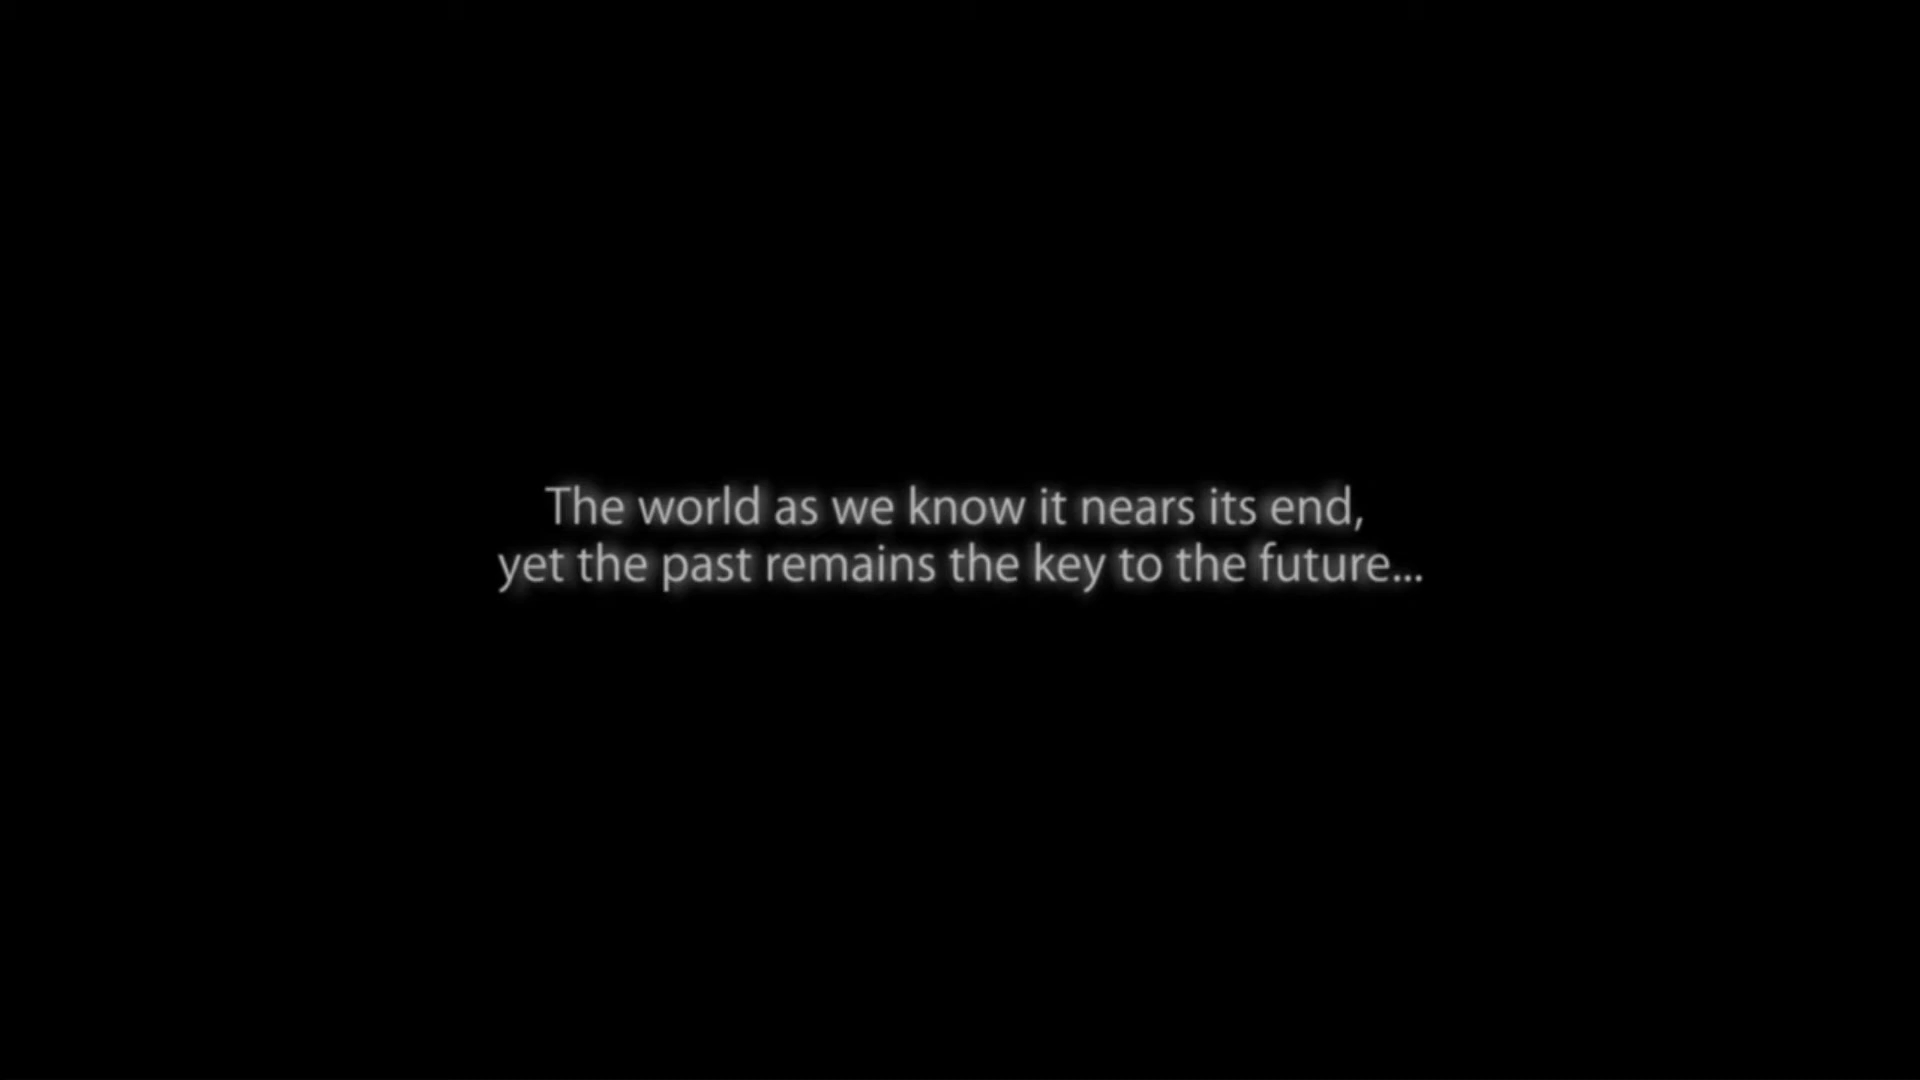 The world as we know it nears its end,
yet the past remains the key to the future...